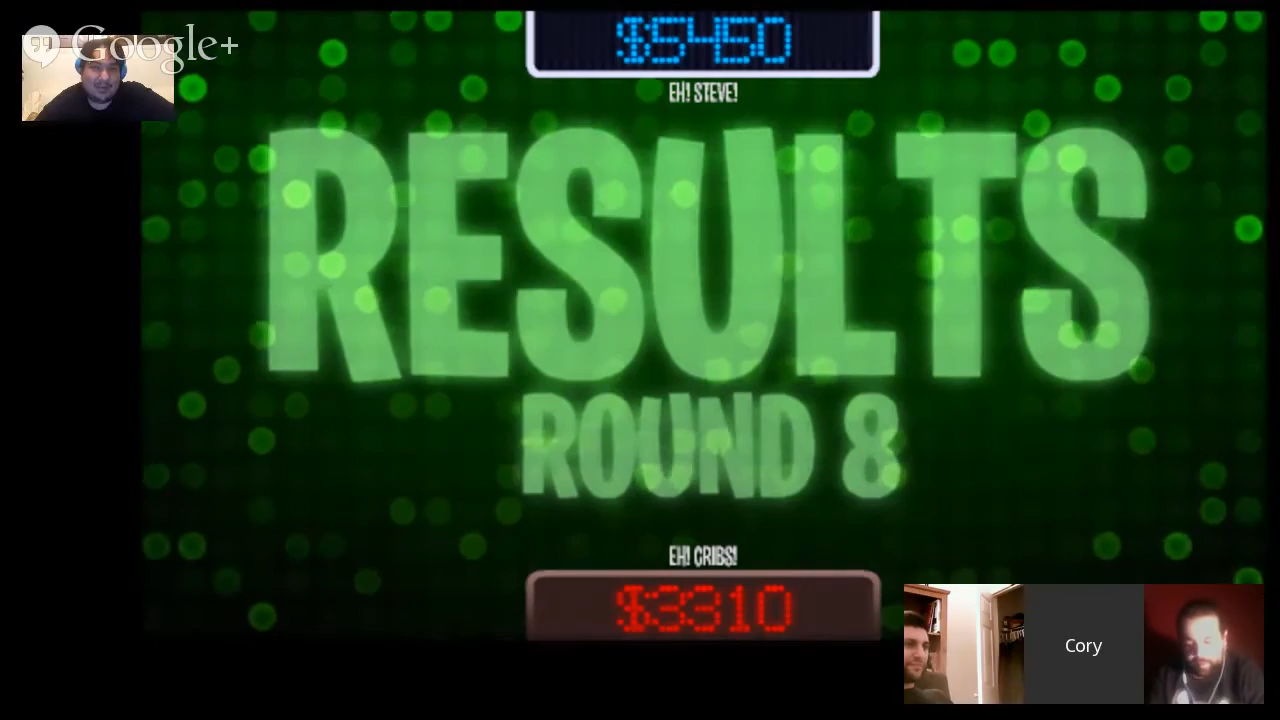 Google+
$5450
EH! STEVE!
RESULTS
ROUND 8
EH! CRIBS!
$3310
Cory